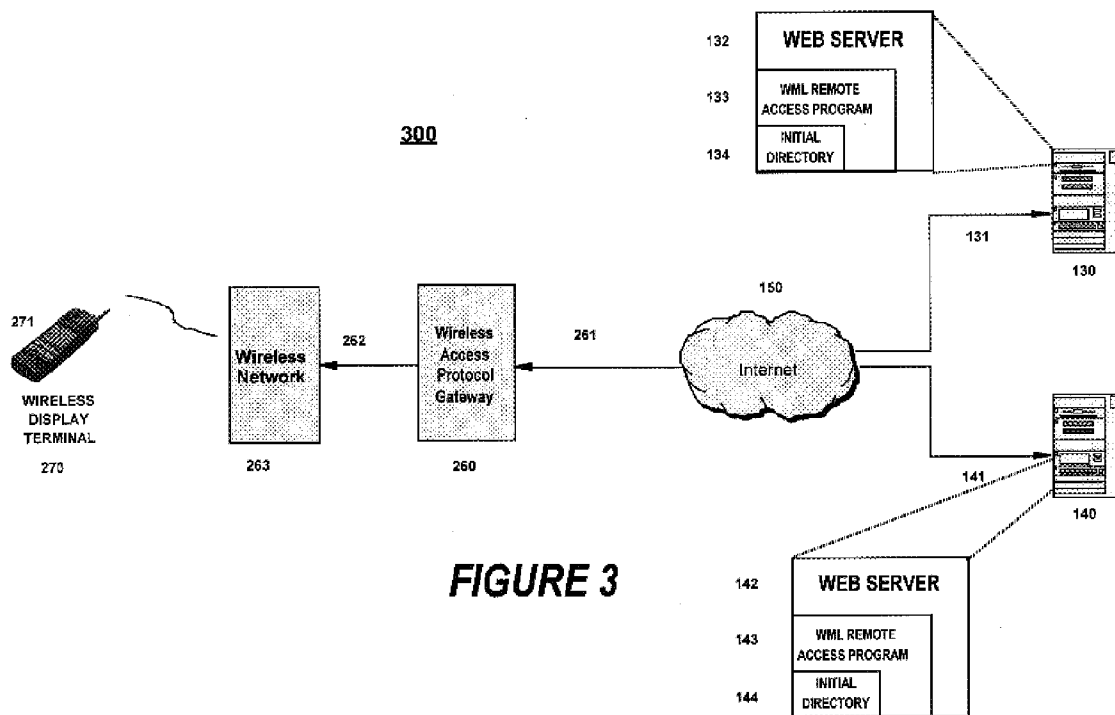 132
WEB SERVER
133
WML REMOTE
ACCESS PROGRAM
134
INITIAL
DIRECTORY
300
131
130
150
Internet
271
WIRELESS
DISPLAY
TERMINAL
270
Wireless
Network
263
262
Wireless
Access
Protocol
Gateway
260
261
141
140
FIGURE 3
142
WEB SERVER
143
WML REMOTE
ACCESS PROGRAM
144
INITIAL
DIRECTORY